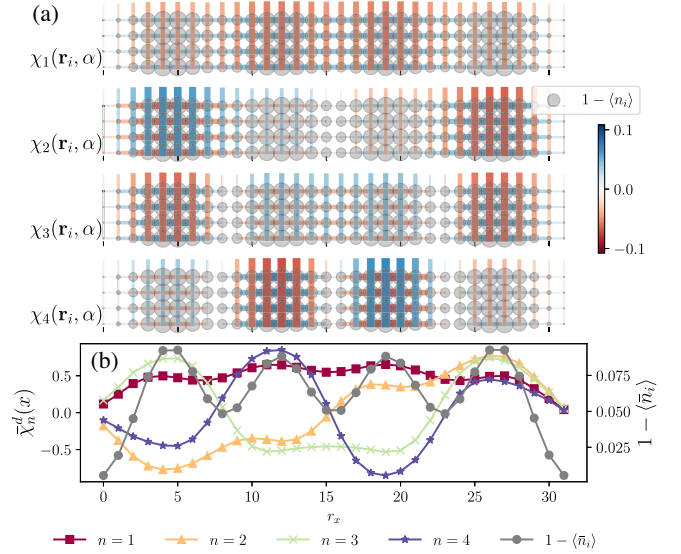 (a)
χ₁(𝐫ᵢ, α)
1 − ⟨nᵢ⟩
χ₂(𝐫ᵢ, α)
0.1
0.0
−0.1
χ₃(𝐫ᵢ, α)
χ₄(𝐫ᵢ, α)
(b)
0.5
0.0
−0.5
χ̄ₙᵈ(x)
0.075
0.050
0.025
1 − ⟨n̄ᵢ⟩
0 5 10 15 20 25 30
rₓ
n = 1 n = 2 n = 3 n = 4 1 − ⟨n̄ᵢ⟩